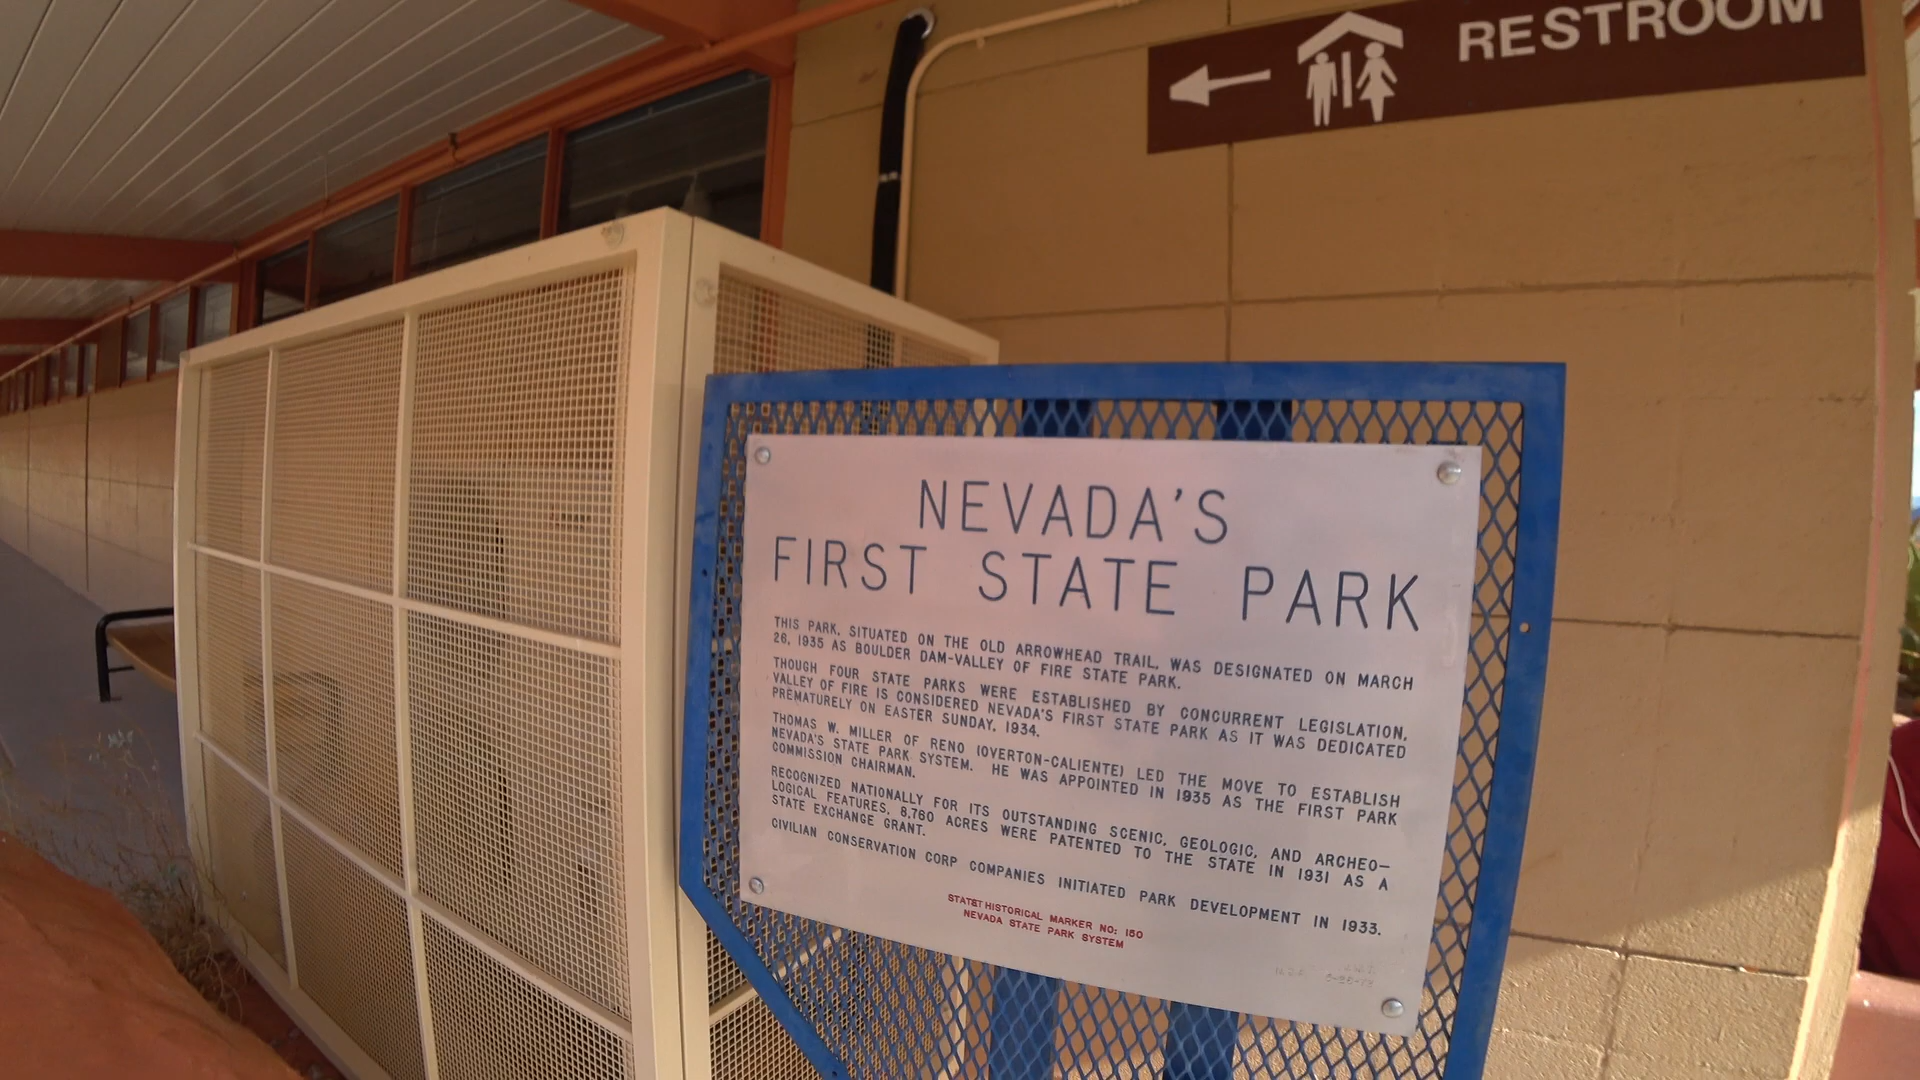 RESTROOM
NEVADA'S
FIRST STATE PARK
THIS PARK, SITUATED ON THE OLD ARROWHEAD TRAIL, WAS DESIGNATED ON MARCH
26, 1935 AS BOULDER DAM-VALLEY OF FIRE STATE PARK.
THOUGH FOUR STATE PARKS WERE ESTABLISHED BY CONCURRENT LEGISLATION,
VALLEY OF FIRE IS CONSIDERED NEVADA'S FIRST STATE PARK AS IT WAS DEDICATED
PREMATURELY ON EASTER SUNDAY, 1934.
THOMAS W. MILLER OF RENO (OVERTON-CALIENTE) LED THE MOVE TO ESTABLISH
NEVADA'S STATE PARK SYSTEM. HE WAS APPOINTED IN 1935 AS THE FIRST PARK
COMMISSION CHAIRMAN.
RECOGNIZED NATIONALLY FOR ITS OUTSTANDING SCENIC, GEOLOGIC, AND ARCHEO-
LOGICAL FEATURES, 8,760 ACRES WERE PATENTED TO THE STATE IN 1931 AS A
STATE EXCHANGE GRANT.
CIVILIAN CONSERVATION CORP COMPANIES INITIATED PARK DEVELOPMENT IN 1933.
HISTORICAL MARKER NO: 150
NEVADA STATE PARK SYSTEM